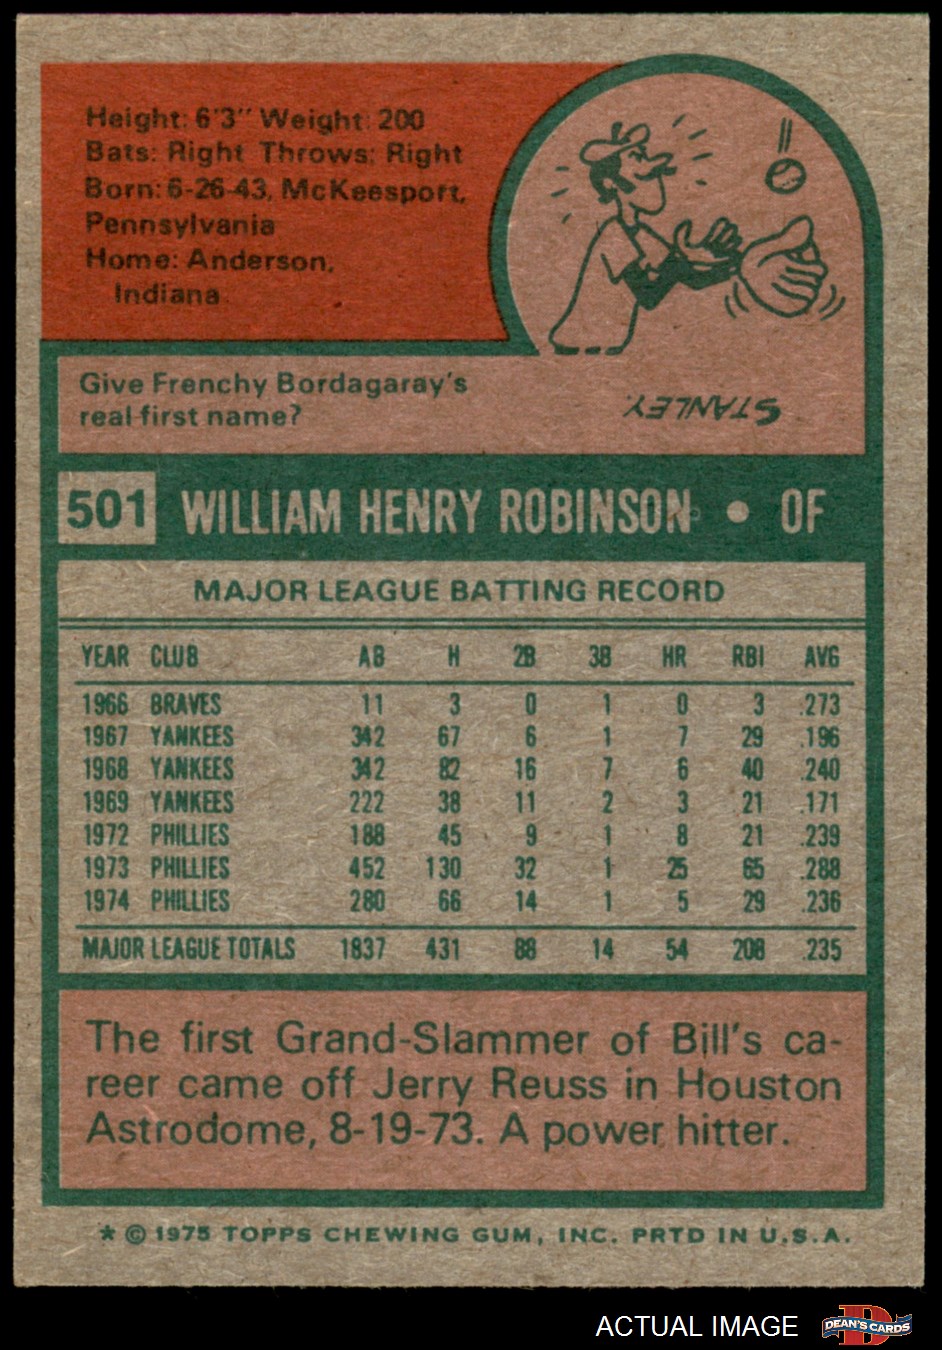 Height: 6'3" Weight: 200
Bats: Right Throws: Right
Born: 6-26-43, McKeesport,
Pennsylvania
Home: Anderson,
Indiana
Give Frenchy Bordagaray's
real first name?
STANLEY.
501 WILLIAM HENRY ROBINSON • OF
MAJOR LEAGUE BATTING RECORD
YEAR CLUB AB H 2B 3B HR RBI AVG
1966 BRAVES 11 3 0 1 0 3 .273
1967 YANKEES 342 67 6 1 7 29 .196
1968 YANKEES 342 82 16 7 6 40 .240
1969 YANKEES 222 38 11 2 3 21 .171
1972 PHILLIES 188 45 9 1 8 21 .239
1973 PHILLIES 452 130 32 1 25 65 .288
1974 PHILLIES 280 66 14 1 5 29 .236
MAJOR LEAGUE TOTALS 1837 431 88 14 54 208 .235
The first Grand-Slammer of Bill's ca-
reer came off Jerry Reuss in Houston
Astrodome, 8-19-73. A power hitter.
* © 1975 TOPPS CHEWING GUM, INC. PRTD IN U.S.A.
ACTUAL IMAGE
DEAN'S CARDS